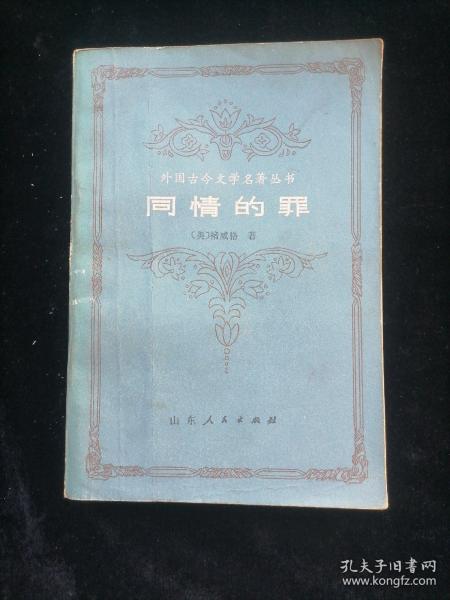 外国古今文学名著丛书
同情的罪
〔奥〕褚威格 著
山东人民出版社
孔夫子旧书网
www.kongfz.com